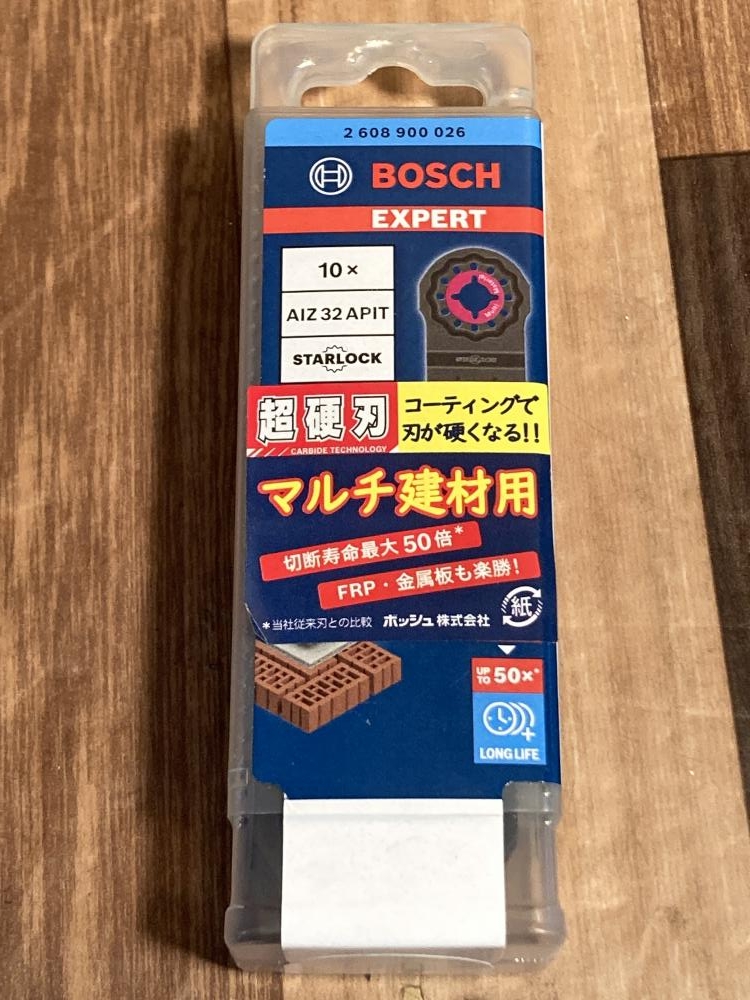 2 608 900 026
BOSCH
EXPERT
10×
AIZ 32 APIT
STARLOCK
超硬刃
CARBIDE TECHNOLOGY
コーティングで
刃が硬くなる!!
マルチ建材用
切断寿命最大50倍*
FRP・金属板も楽勝!
*当社従来刃との比較 ボッシュ株式会社
紙
UP TO 50×*
LONG LIFE